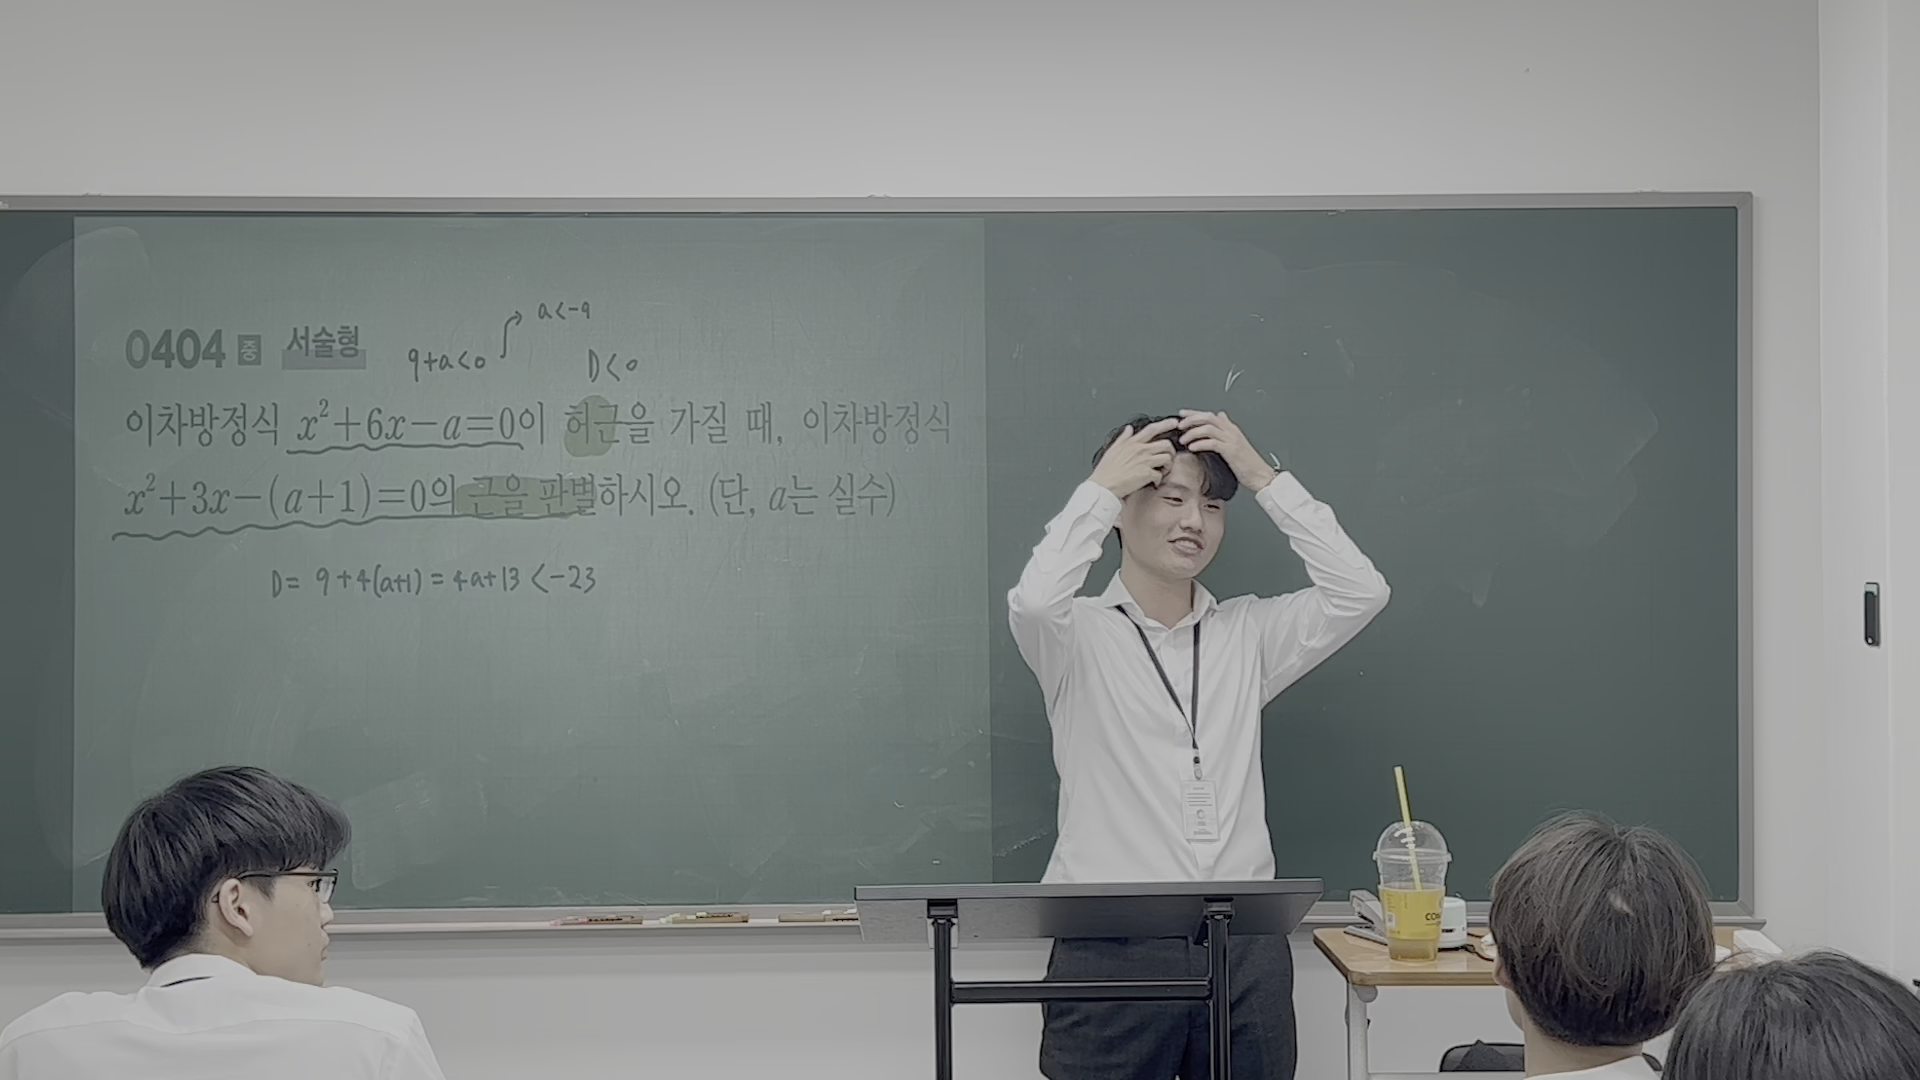 a<-9
0404 중 서술형
9+a<0
D<0
이차방정식 x²+6x-a=0이 허근을 가질 때, 이차방정식
x²+3x-(a+1)=0의 근을 판별하시오. (단, a는 실수)
D= 9+4(a+1) = 4a+13 <-23